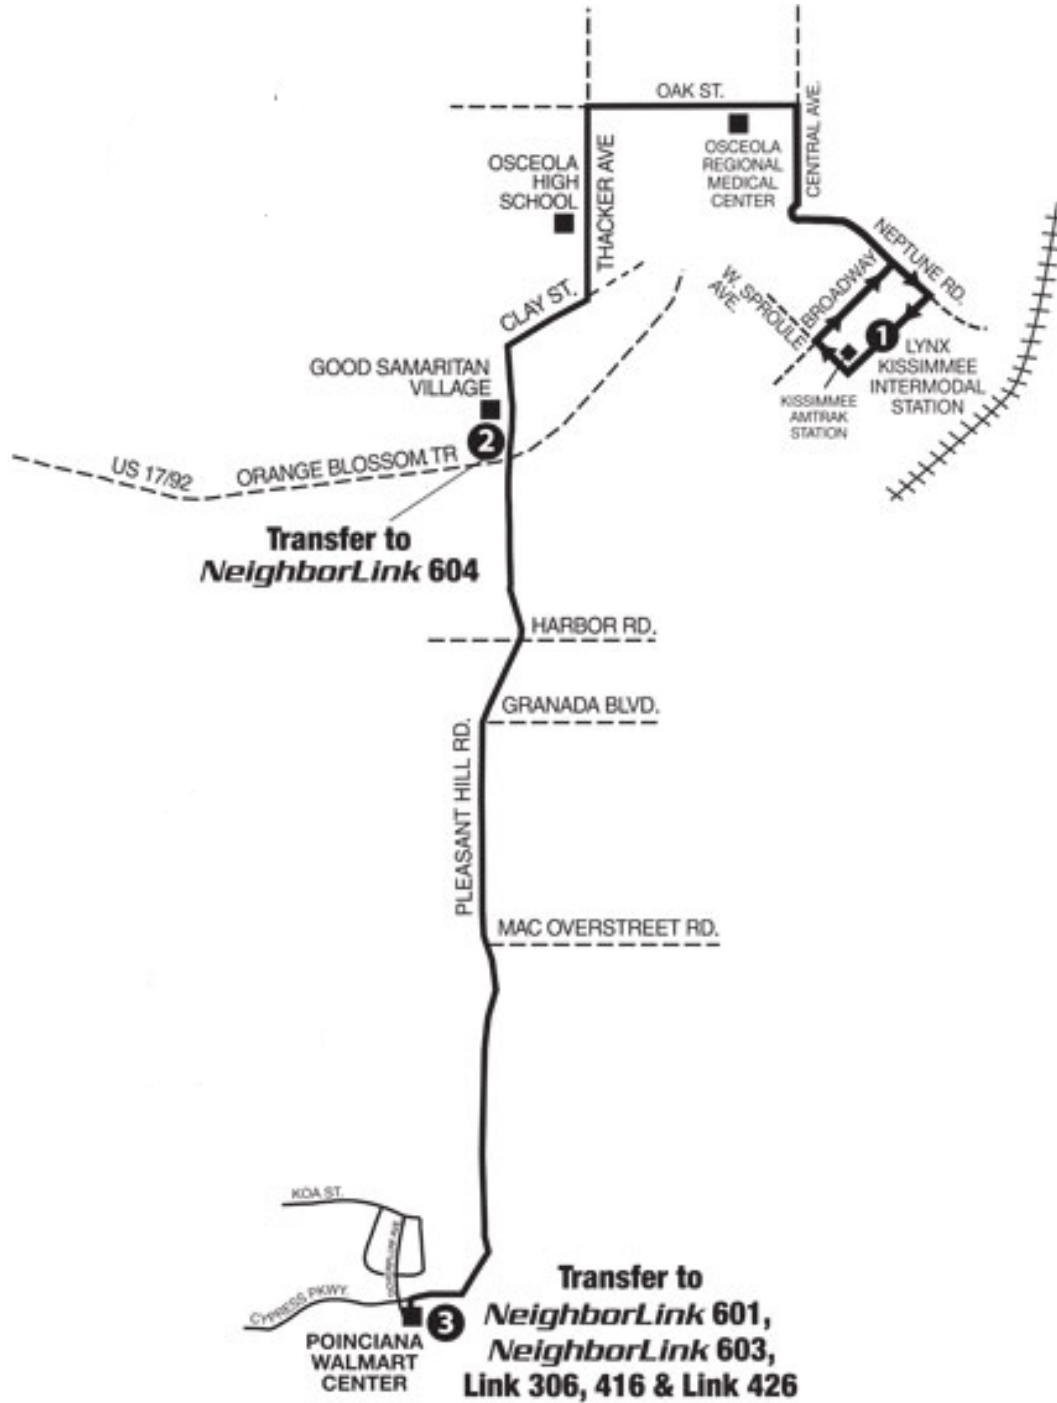 OAK ST.
CENTRAL AVE.
OSCEOLA
REGIONAL
MEDICAL
CENTER
THACKER AVE
OSCEOLA
HIGH
SCHOOL
NEPTUNE RD.
BROADWAY
W. SPROULE
AVE.
CLAY ST.
1
LYNX
KISSIMMEE
INTERMODAL
STATION
KISSIMMEE
AMTRAK
STATION
GOOD SAMARITAN
VILLAGE
2
US 17/92
ORANGE BLOSSOM TR
Transfer to
NeighborLink 604
HARBOR RD.
GRANADA BLVD.
PLEASANT HILL RD.
MAC OVERSTREET RD.
KOA ST.
CYPRESS PKWY.
3
POINCIANA
WALMART
CENTER
Transfer to
NeighborLink 601,
NeighborLink 603,
Link 306, 416 & Link 426